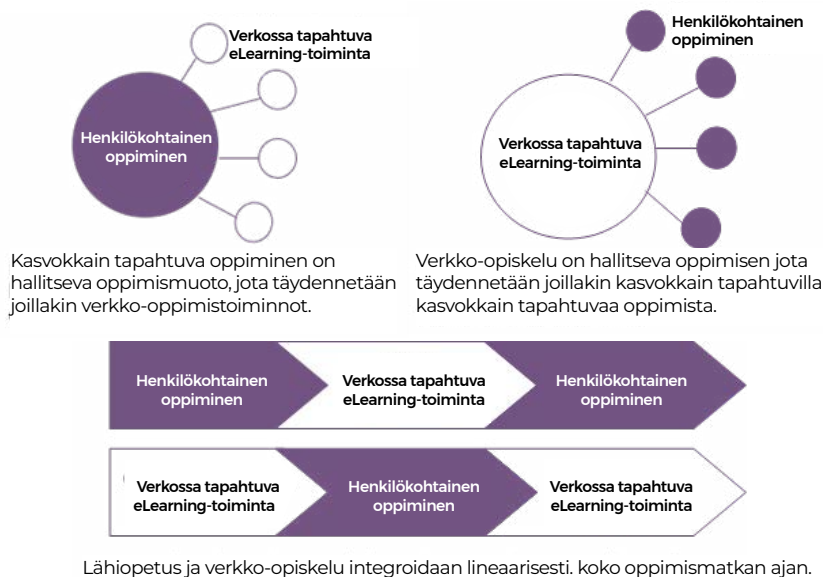 Verkossa tapahtuva
eLearning-toiminta
Henkilökohtainen
oppiminen
Kasvokkain tapahtuva oppiminen on
hallitseva oppimismuoto, jota täydennetään
joillakin verkko-oppimistoiminnot.
Henkilökohtainen
oppiminen
Verkossa tapahtuva
eLearning-toiminta
Verkko-opiskelu on hallitseva oppimisen jota
täydennetään joillakin kasvokkain tapahtuvilla
kasvokkain tapahtuvaa oppimista.
Henkilökohtainen
oppiminen
Verkossa tapahtuva
eLearning-toiminta
Henkilökohtainen
oppiminen
Verkossa tapahtuva
eLearning-toiminta
Henkilökohtainen
oppiminen
Verkossa tapahtuva
eLearning-toiminta
Lähiopetus ja verkko-opiskelu integroidaan lineaarisesti. koko oppimismatkan ajan.